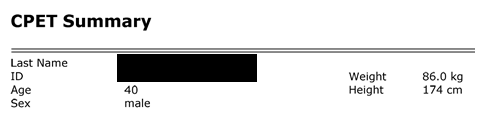 CPET Summary
Last Name
ID Weight 86.0 kg
Age 40 Height 174 cm
Sex male